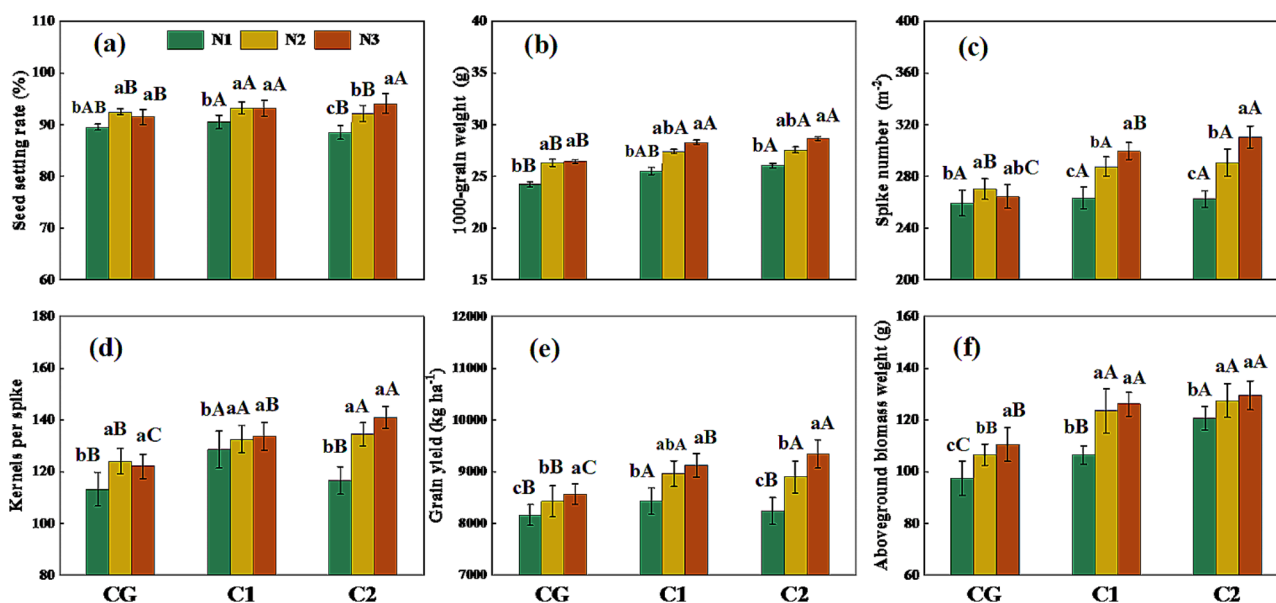 (a)
N1 N2 N3
Seed setting rate (%)
110
100
90
80
70
60
bAB aB aB
bA aA aA
cB bB aA
(b)
1000-grain weight (g)
40
35
30
25
20
15
bB aB aB
bAB abA aA
bA abA aA
(c)
Spike number (m⁻²)
400
360
320
280
240
200
bA aB abC
cA bA aB
cA bA aA
(d)
Kernels per spike
180
160
140
120
100
80
bB aB aC
bA aA aB
bB aA aA
CG C1 C2
(e)
Grain yield (kg ha⁻¹)
12000
11000
10000
9000
8000
7000
cB bB aC
bA abA aB
cB bA aA
CG C1 C2
(f)
Aboveground biomass weight (g)
160
140
120
100
80
60
cC bB aB
bB aA aA
bA aA aA
CG C1 C2